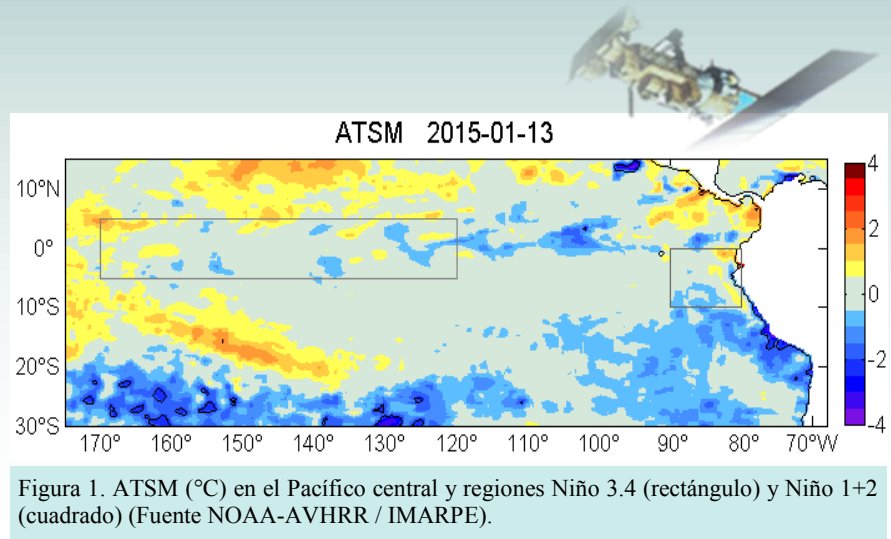 ATSM 2015-01-13
10°N
0°
10°S
20°S
30°S
170° 160° 150° 140° 130° 120° 110° 100° 90° 80° 70°W
4
2
0
-2
-4
Figura 1. ATSM (°C) en el Pacífico central y regiones Niño 3.4 (rectángulo) y Niño 1+2
(cuadrado) (Fuente NOAA-AVHRR / IMARPE).